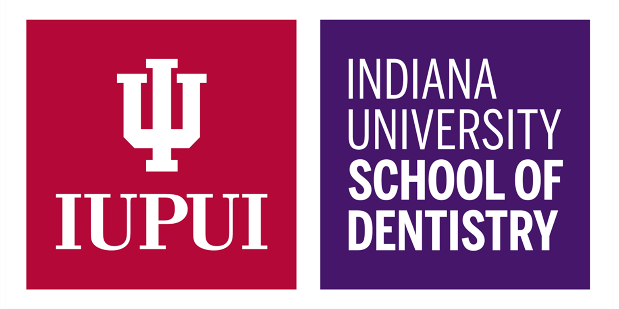 IUPUI
INDIANA
UNIVERSITY
SCHOOL OF
DENTISTRY